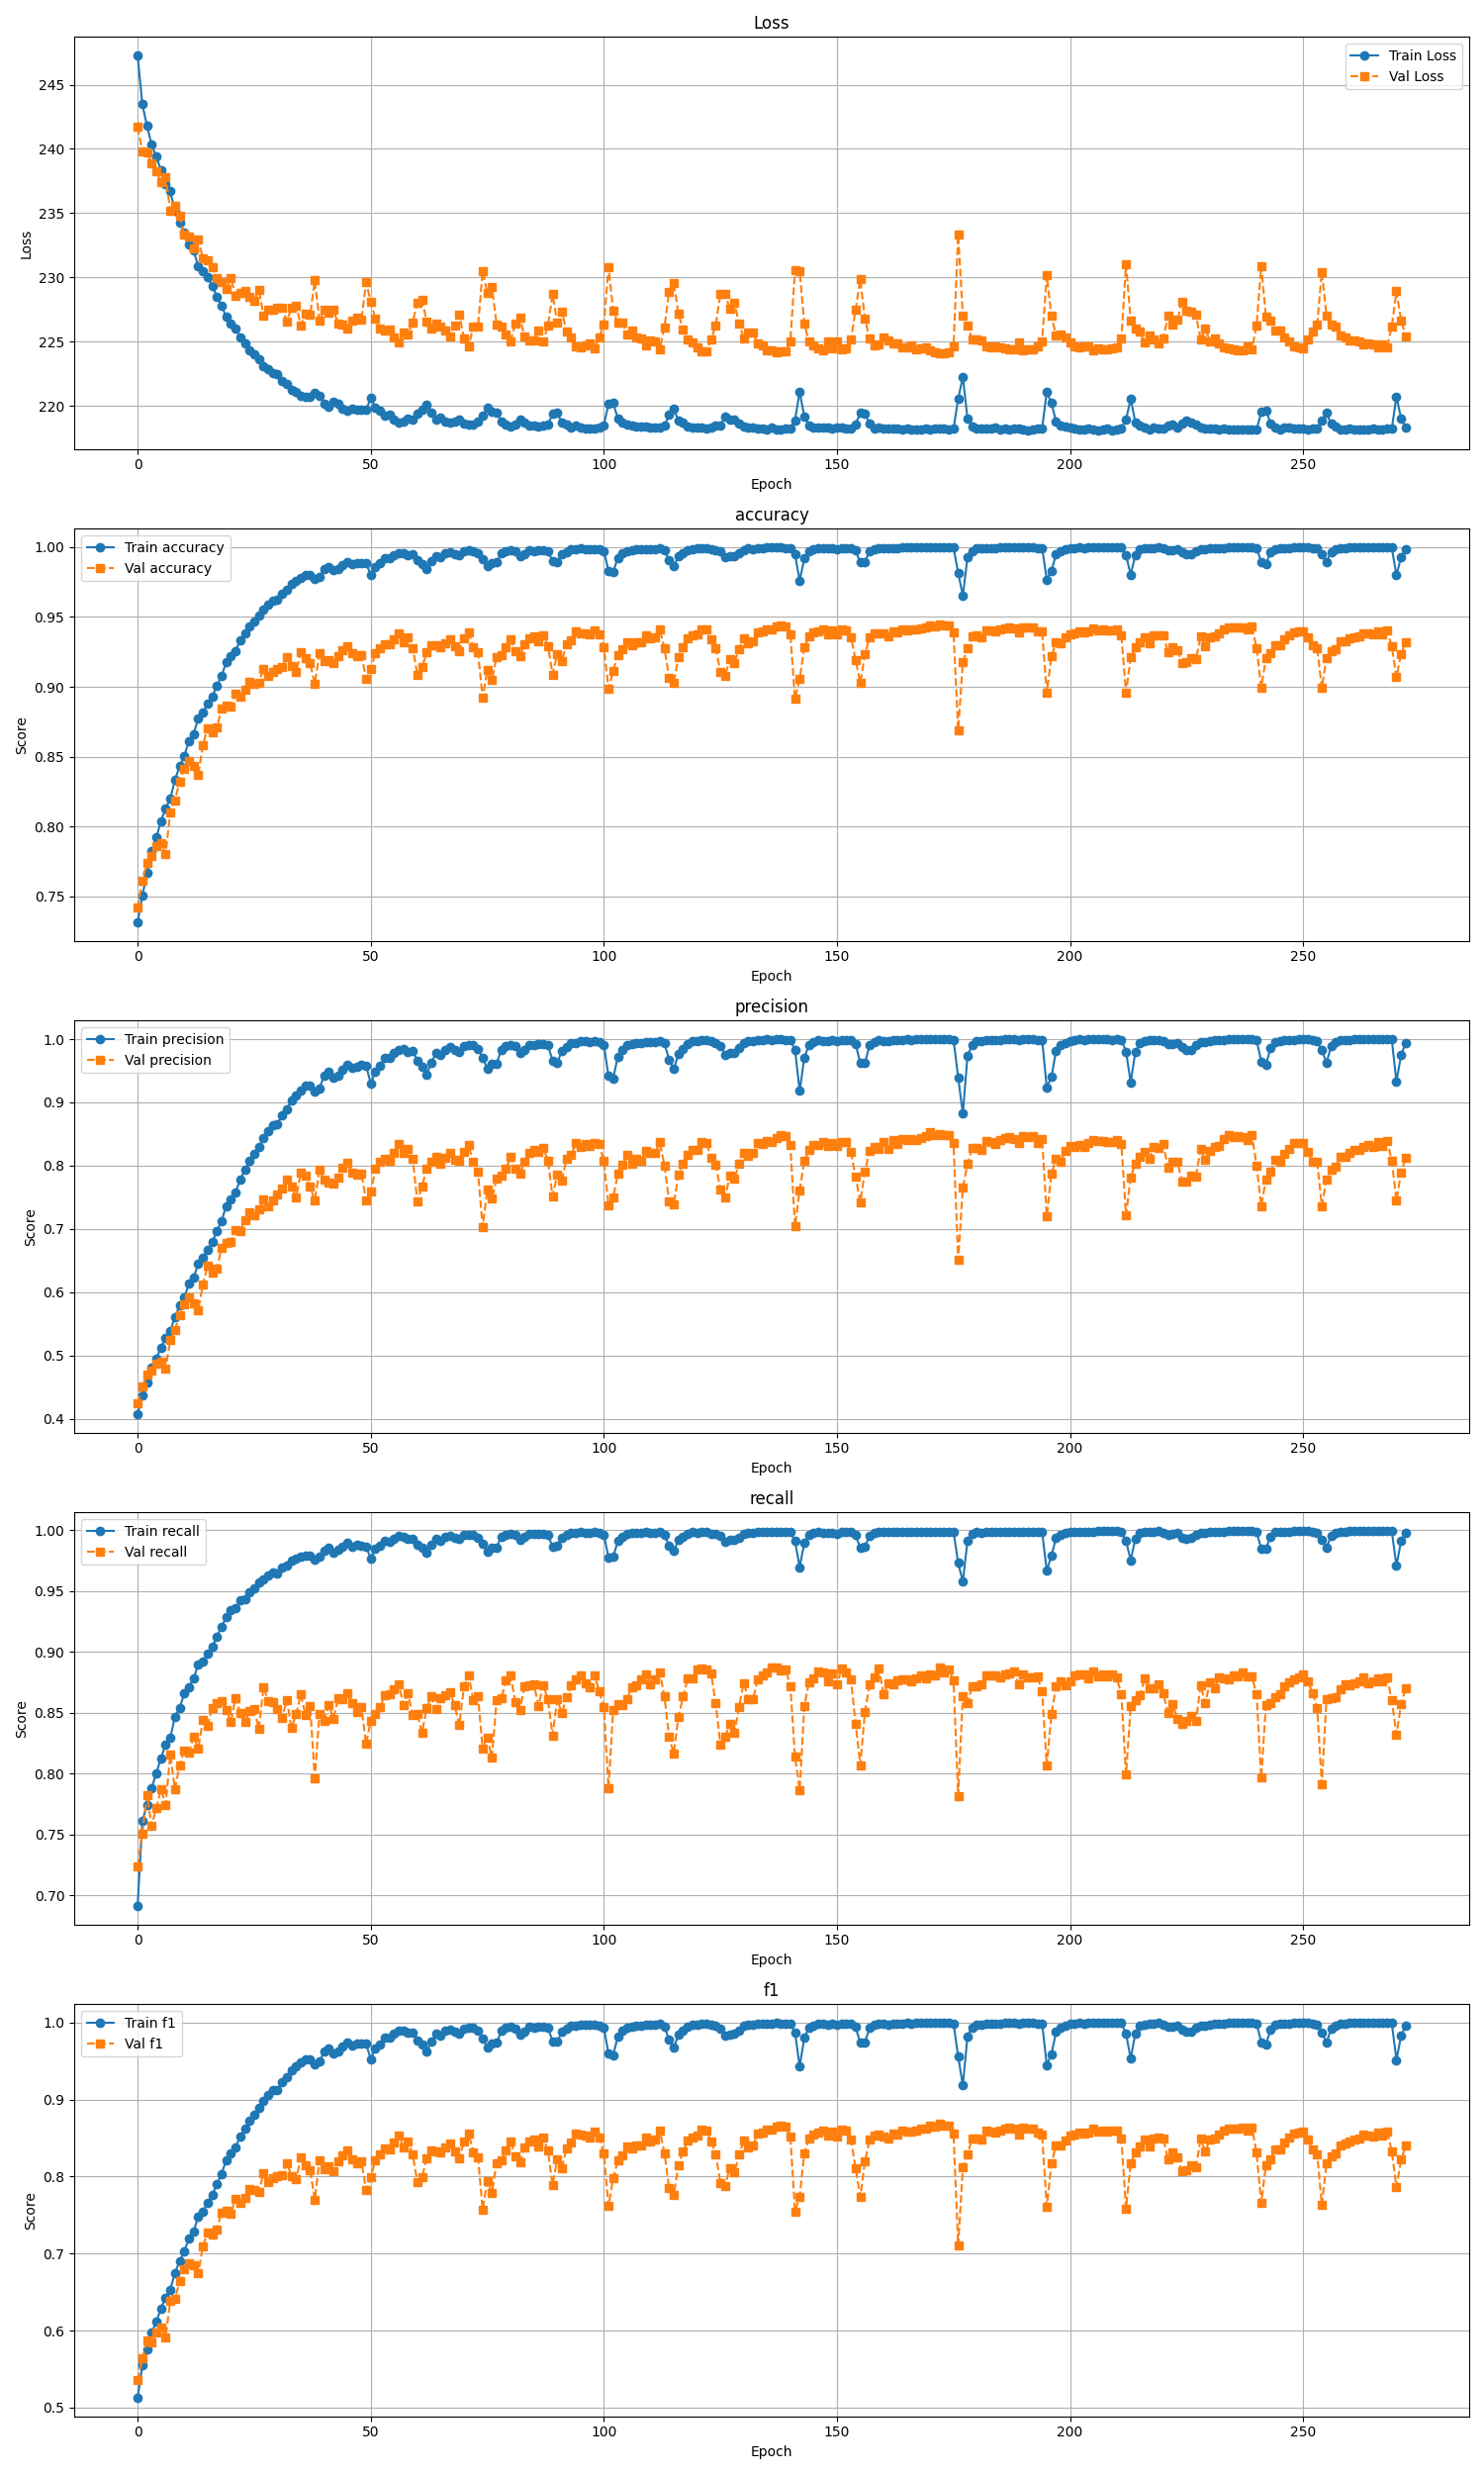 Loss
Train Loss
Val Loss
245
240
235
230
225
220
Loss
0 50 100 150 200 250
Epoch
accuracy
Train accuracy
Val accuracy
1.00
0.95
0.90
0.85
0.80
0.75
Score
0 50 100 150 200 250
Epoch
precision
Train precision
Val precision
1.0
0.9
0.8
0.7
0.6
0.5
0.4
Score
0 50 100 150 200 250
Epoch
recall
Train recall
Val recall
1.00
0.95
0.90
0.85
0.80
0.75
0.70
Score
0 50 100 150 200 250
Epoch
f1
Train f1
Val f1
1.0
0.9
0.8
0.7
0.6
0.5
Score
0 50 100 150 200 250
Epoch